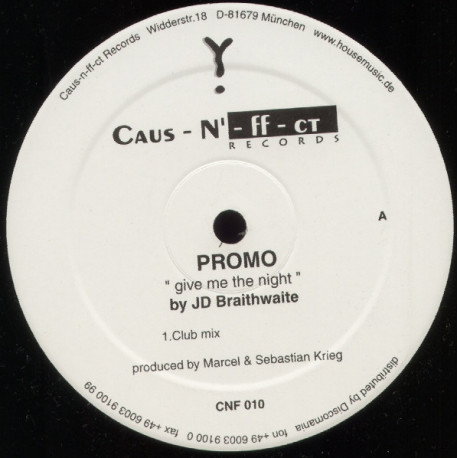 Caus-n-ff-ct Records   Widderstr.18   D-81679 München   www.housemusic.de
Y
CAUS - N' - ff - CT
RECORDS
A
PROMO
" give me the night "
by JD Braithwaite
1.Club mix
produced by Marcel & Sebastian Krieg
CNF 010
distributed by Discomania   fon +49 6003 9100 0   fax +49 6003 9100 99